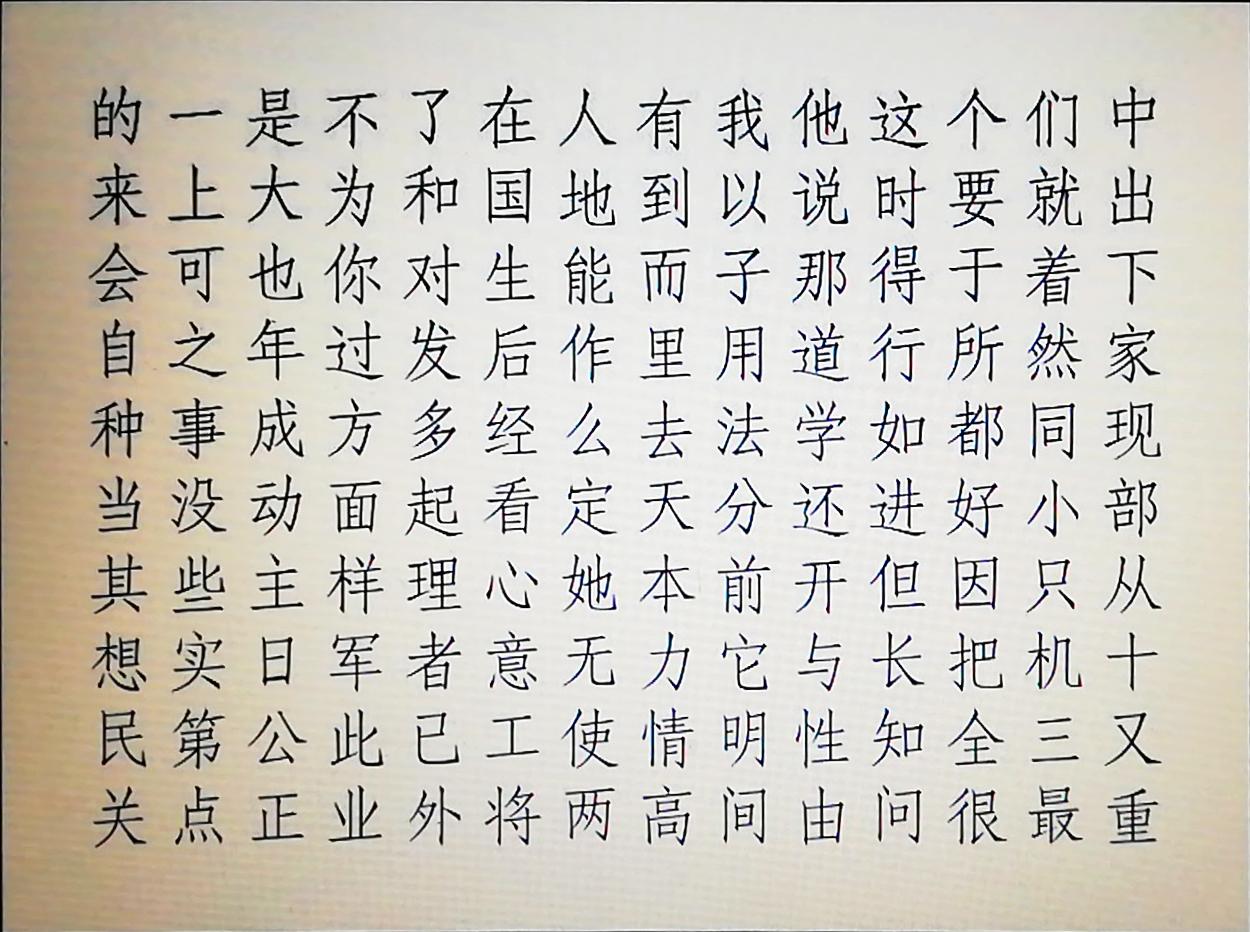 的一是不了在人有我他这个们中
来上大为和国地到以说时要就出
会可也你对生能而子那得于着下
自之年过发后作里用道行所然家
种事成方多经么去法学如都同现
当没动面起看定天分还进好小部
其些主样理心她本前开但因只从
想实日军者意无力它与长把机十
民第公此已工使情明性知全三又
关点正业外将两高间由问很最重